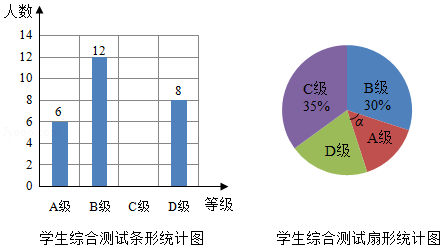 人数
14
12
10
8
6
4
2
0
6
12
8
A级
B级
C级
D级
等级
学生综合测试条形统计图
C级
35%
B级
30%
α
A级
D级
学生综合测试扇形统计图